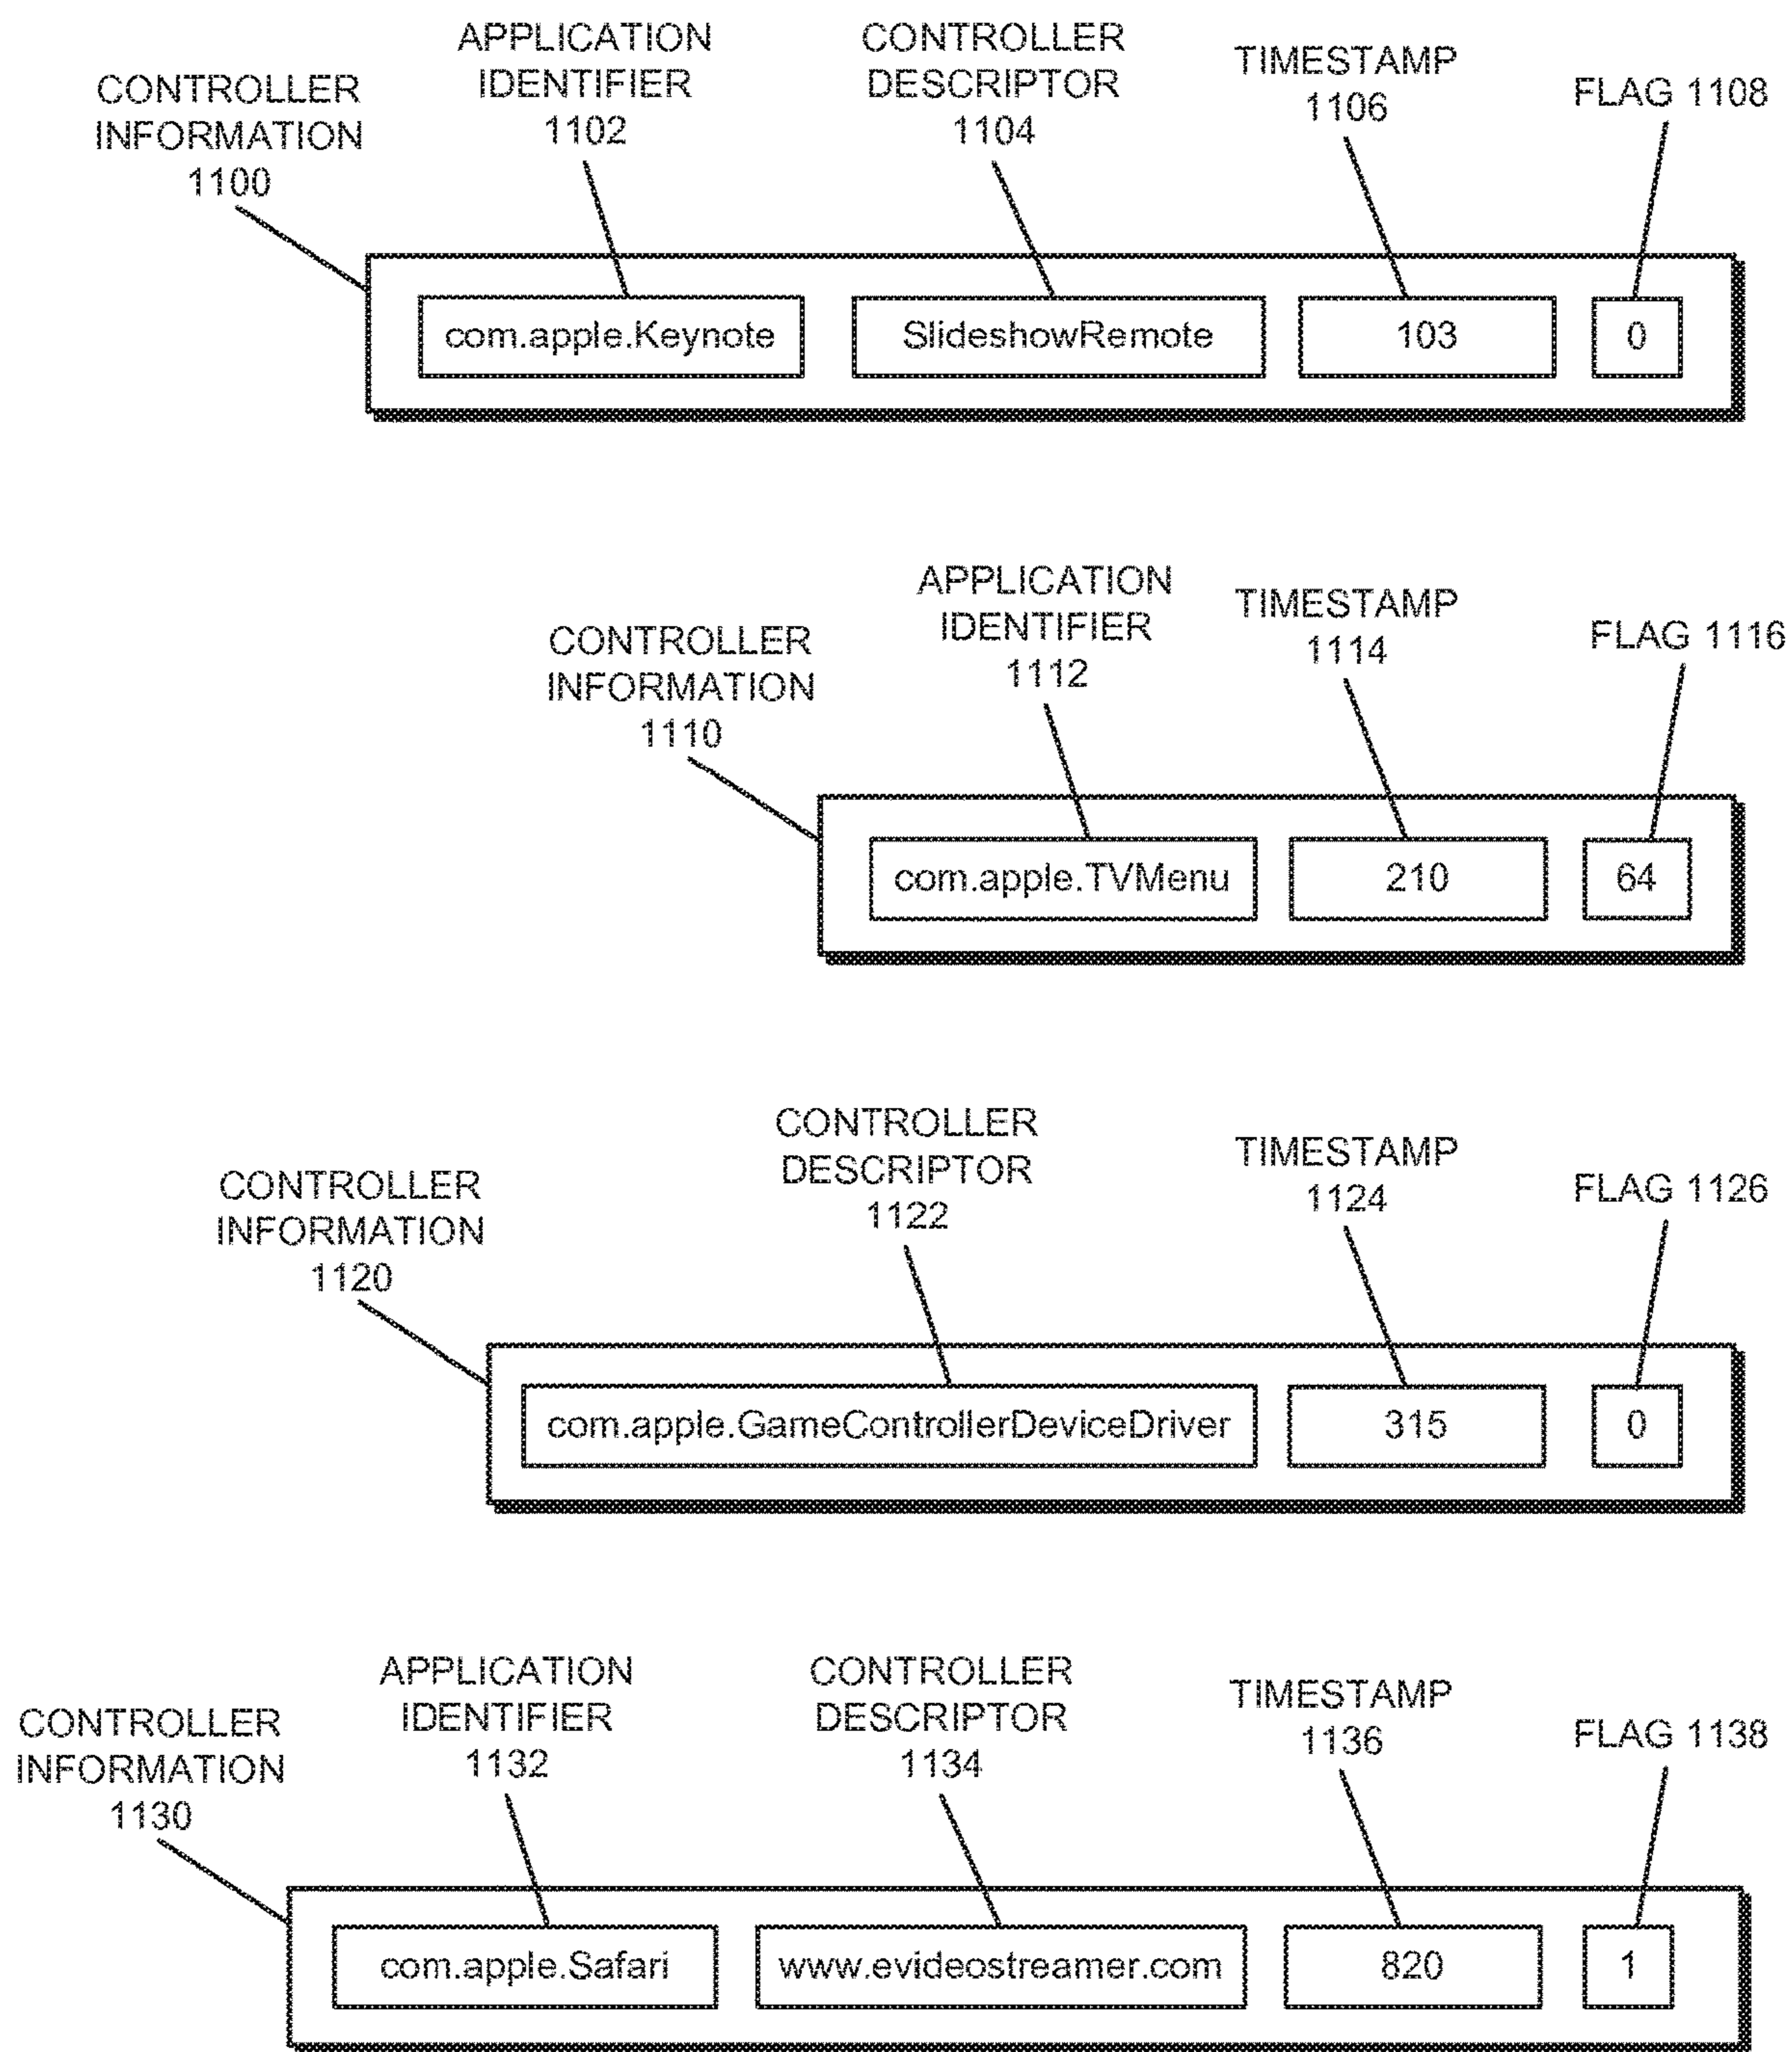 CONTROLLER
INFORMATION
1100
APPLICATION
IDENTIFIER
1102
CONTROLLER
DESCRIPTOR
1104
TIMESTAMP
1106
FLAG 1108
com.apple.Keynote
SlideshowRemote
103
0
CONTROLLER
INFORMATION
1110
APPLICATION
IDENTIFIER
1112
TIMESTAMP
1114
FLAG 1116
com.apple.TVMenu
210
64
CONTROLLER
INFORMATION
1120
CONTROLLER
DESCRIPTOR
1122
TIMESTAMP
1124
FLAG 1126
com.apple.GameControllerDeviceDriver
315
0
CONTROLLER
INFORMATION
1130
APPLICATION
IDENTIFIER
1132
CONTROLLER
DESCRIPTOR
1134
TIMESTAMP
1136
FLAG 1138
com.apple.Safari
www.evideostreamer.com
820
1